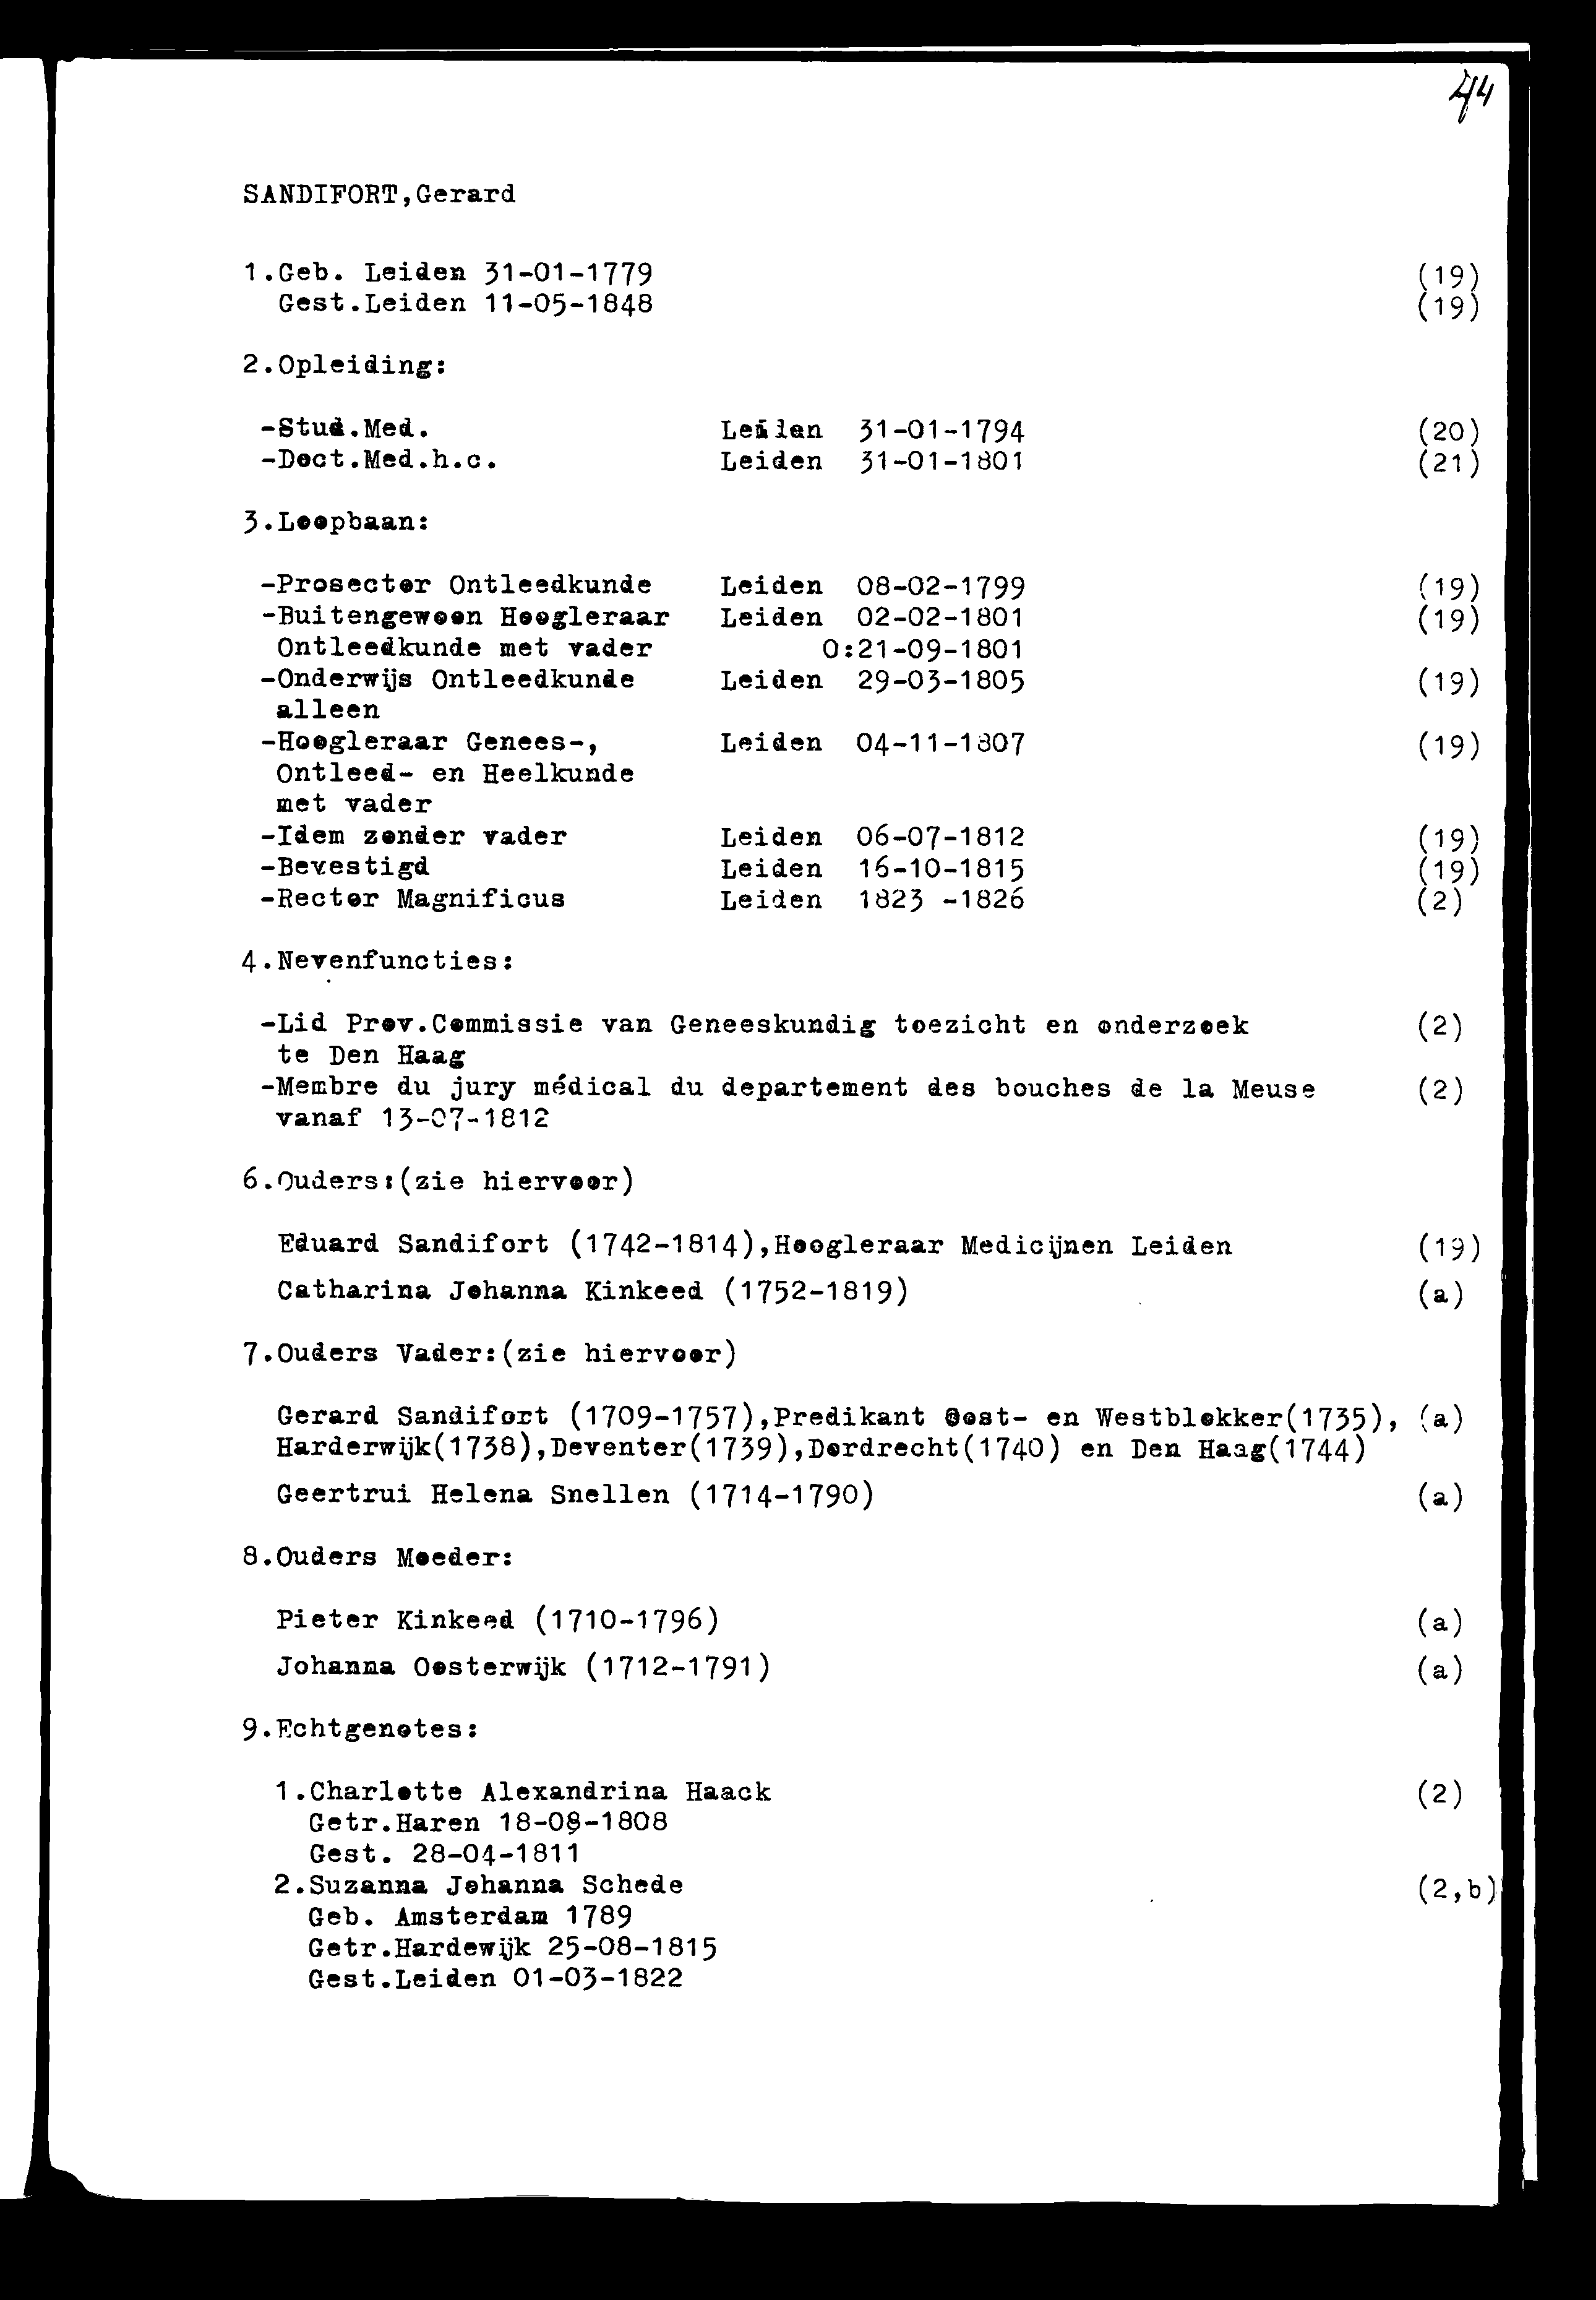 44
SANDIFORT,Gerard
1.Geb. Leiden 31-01-1779 (19)
Gest.Leiden 11-05-1848 (19)
2.Opleiding:
-Stud.Med. Leiden 31-01-1794 (20)
-Doct.Med.h.c. Leiden 31-01-1801 (21)
3.Loopbaan:
-Prosector Ontleedkunde Leiden 08-02-1799 (19)
-Buitengewoon Hoogleraar Leiden 02-02-1801 (19)
Ontleedkunde met vader O:21-09-1801
-Onderwijs Ontleedkunde Leiden 29-03-1805 (19)
alleen
-Hoogleraar Genees-, Leiden 04-11-1807 (19)
Ontleed- en Heelkunde
met vader
-Idem zonder vader Leiden 06-07-1812 (19)
-Bevestigd Leiden 16-10-1815 (19)
-Rector Magnificus Leiden 1823 -1826 (2)
4.Nevenfuncties:
-Lid Prov.Commissie van Geneeskundig toezicht en onderzoek (2)
te Den Haag
-Membre du jury médical du departement des bouches de la Meuse (2)
vanaf 13-07-1812
6.Ouders:(zie hiervoor)
Eduard Sandifort (1742-1814),Hoogleraar Medicijnen Leiden (19)
Catharina Johanna Kinkeed (1752-1819) (a)
7.Ouders Vader:(zie hiervoor)
Gerard Sandifort (1709-1757),Predikant Oost- en Westblokker(1735), (a)
Harderwijk(1738),Deventer(1739),Dordrecht(1740) en Den Haag(1744)
Geertrui Helena Snellen (1714-1790) (a)
8.Ouders Moeder:
Pieter Kinkeed (1710-1796) (a)
Johanna Oosterwijk (1712-1791) (a)
9.Echtgenotes:
1.Charlotte Alexandrina Haack (2)
Getr.Haren 18-08-1808
Gest. 28-04-1811
2.Suzanna Johanna Schede (2,b)
Geb. Amsterdam 1789
Getr.Hardewijk 25-08-1815
Gest.Leiden 01-03-1822